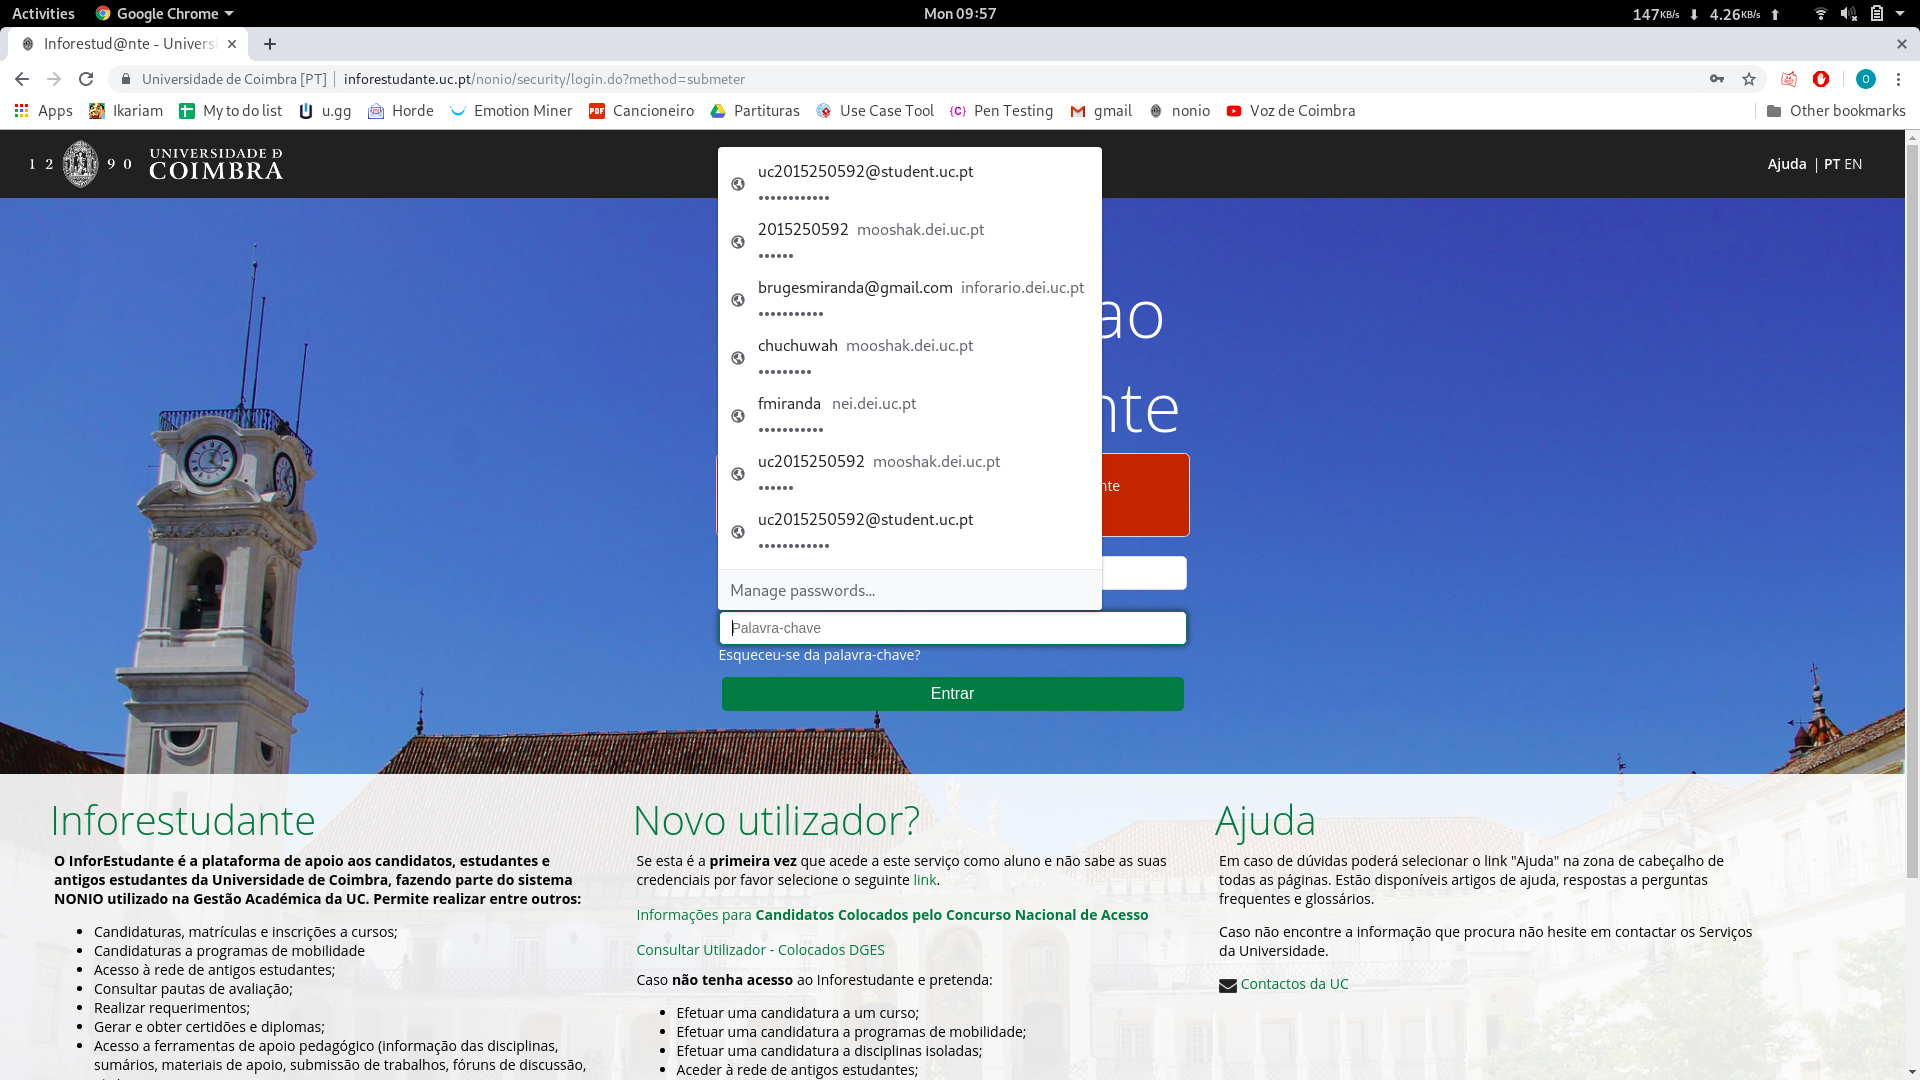 Activities
Google Chrome
Mon 09:57
147KB/s 4.26KB/s
Inforestud@nte - Univers
Universidade de Coimbra [PT]
inforestudante.uc.pt/nonio/security/login.do?method=submeter
O
Apps
Ikariam
My to do list
u.gg
Horde
Emotion Miner
Cancioneiro
Partituras
Use Case Tool
Pen Testing
gmail
nonio
Voz de Coimbra
Other bookmarks
12 90
UNIVERSIDADE D
COIMBRA
Ajuda | PT EN
uc2015250592@student.uc.pt
••••••••••••
2015250592 mooshak.dei.uc.pt
••••••
brugesmiranda@gmail.com inforario.dei.uc.pt
•••••••••••
chuchuwah mooshak.dei.uc.pt
•••••••••
fmiranda nei.dei.uc.pt
•••••••••••
uc2015250592 mooshak.dei.uc.pt
••••••
uc2015250592@student.uc.pt
••••••••••••
Manage passwords...
ao
nte
nte
Palavra-chave
Esqueceu-se da palavra-chave?
Entrar
Inforestudante
O InforEstudante é a plataforma de apoio aos candidatos, estudantes e
antigos estudantes da Universidade de Coimbra, fazendo parte do sistema
NONIO utilizado na Gestão Académica da UC. Permite realizar entre outros:
• Candidaturas, matrículas e inscrições a cursos;
• Candidaturas a programas de mobilidade
• Acesso à rede de antigos estudantes;
• Consultar pautas de avaliação;
• Realizar requerimentos;
• Gerar e obter certidões e diplomas;
• Acesso a ferramentas de apoio pedagógico (informação das disciplinas,
sumários, materiais de apoio, submissão de trabalhos, fóruns de discussão,
Novo utilizador?
Se esta é a primeira vez que acede a este serviço como aluno e não sabe as suas
credenciais por favor selecione o seguinte link.
Informações para Candidatos Colocados pelo Concurso Nacional de Acesso
Consultar Utilizador - Colocados DGES
Caso não tenha acesso ao Inforestudante e pretenda:
• Efetuar uma candidatura a um curso;
• Efetuar uma candidatura a programas de mobilidade;
• Efetuar uma candidatura a disciplinas isoladas;
• Aceder à rede de antigos estudantes;
Ajuda
Em caso de dúvidas poderá selecionar o link "Ajuda" na zona de cabeçalho de
todas as páginas. Estão disponíveis artigos de ajuda, respostas a perguntas
frequentes e glossários.
Caso não encontre a informação que procura não hesite em contactar os Serviços
da Universidade.
Contactos da UC